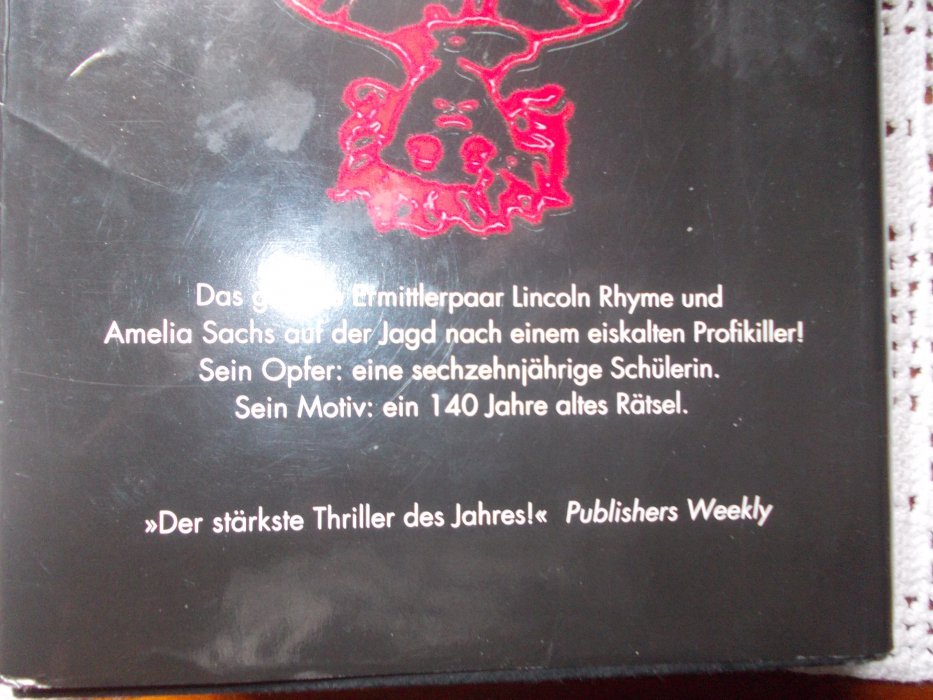 Das Ermittlerpaar Lincoln Rhyme und
Amelia Sachs auf der Jagd nach einem eiskalten Profikiller!
Sein Opfer: eine sechzehnjährige Schülerin.
Sein Motiv: ein 140 Jahre altes Rätsel.
»Der stärkste Thriller des Jahres!« Publishers Weekly